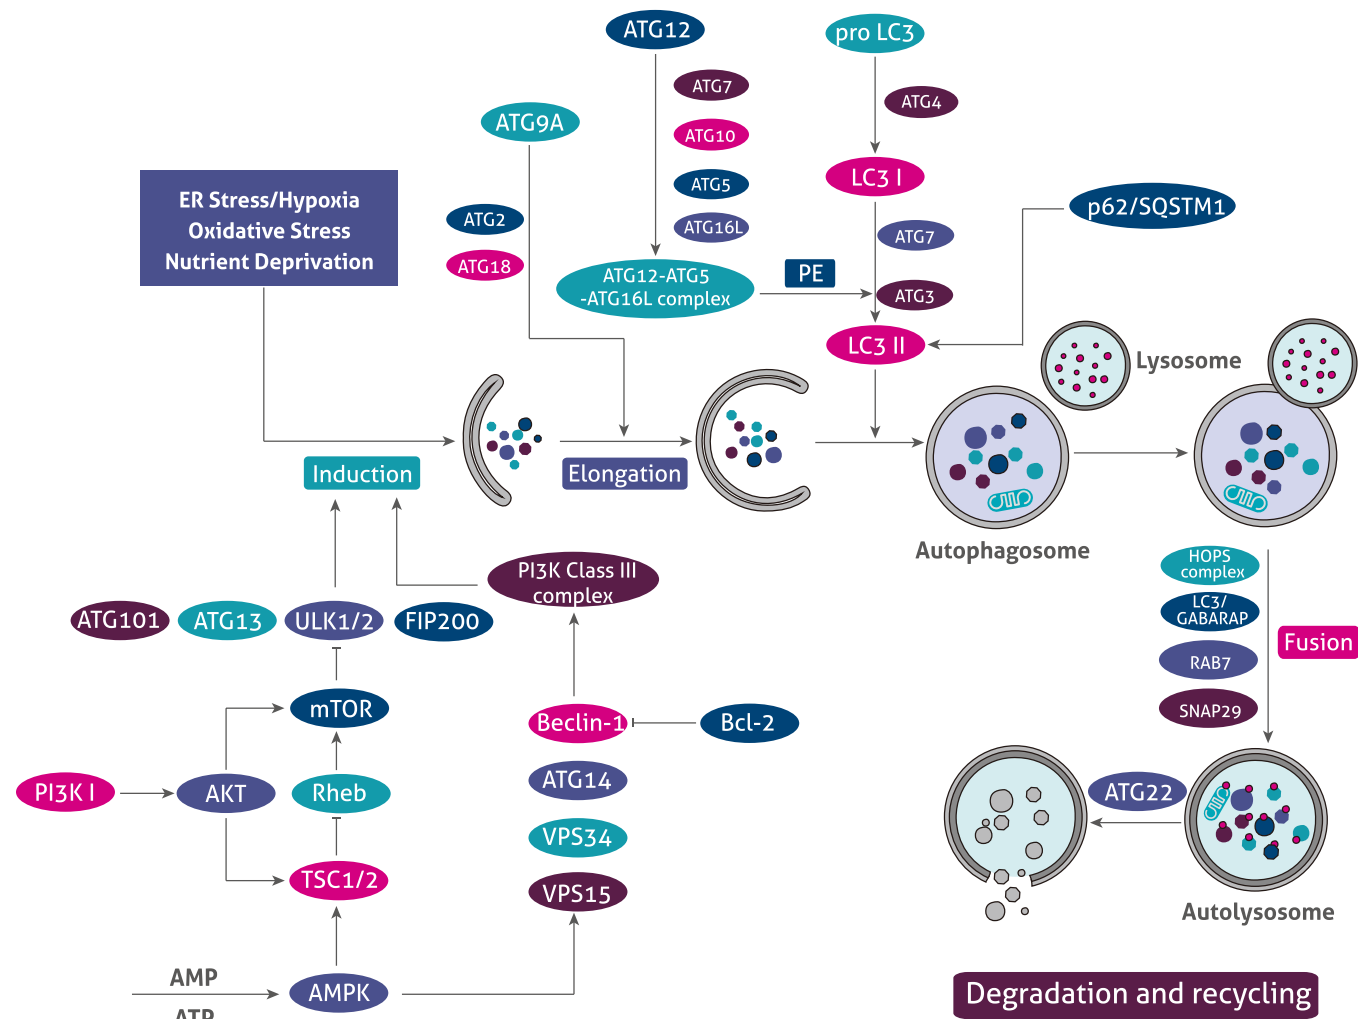 ATG12
pro LC3
ATG7
ATG4
ATG9A
ATG10
LC3 I
ATG5
ER Stress/Hypoxia
Oxidative Stress
Nutrient Deprivation
p62/SQSTM1
ATG2
ATG16L
ATG7
ATG18
ATG12-ATG5
-ATG16L complex
PE
ATG3
LC3 II
Lysosome
Induction
Elongation
Autophagosome
PI3K Class III
complex
HOPS
complex
LC3/
GABARAP
ATG101
ATG13
ULK1/2
FIP200
Fusion
RAB7
mTOR
Beclin-1
Bcl-2
SNAP29
PI3K I
AKT
Rheb
ATG14
ATG22
VPS34
TSC1/2
VPS15
Autolysosome
AMP
AMPK
ATP
Degradation and recycling